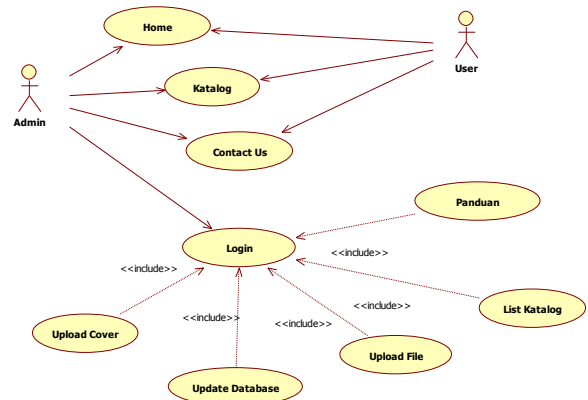 Home
User
Katalog
Admin
Contact Us
Panduan
Login
<<include>>
<<include>>
List Katalog
<<include>>
<<include>>
<<include>>
Upload Cover
Upload File
Update Database